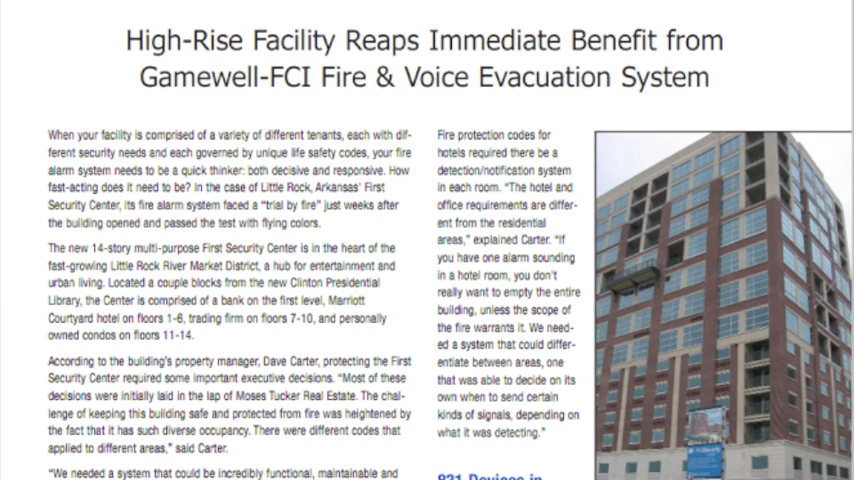 High-Rise Facility Reaps Immediate Benefit from
Gamewell-FCI Fire & Voice Evacuation System
When your facility is comprised of a variety of different tenants, each with dif-
ferent security needs and each governed by unique life safety codes, your fire
alarm system needs to be a quick thinker: both decisive and responsive. How
fast-acting does it need to be? In the case of Little Rock, Arkansas' First
Security Center, its fire alarm system faced a “trial by fire” just weeks after
the building opened and passed the test with flying colors.
The new 14-story multi-purpose First Security Center is in the heart of the
fast-growing Little Rock River Market District, a hub for entertainment and
urban living. Located a couple blocks from the new Clinton Presidential
Library, the Center is comprised of a bank on the first level, Marriott
Courtyard hotel on floors 1-6, trading firm on floors 7-10, and personally
owned condos on floors 11-14.
According to the building's property manager, Dave Carter, protecting the First
Security Center required some important executive decisions. “Most of these
decisions were initially laid in the lap of Moses Tucker Real Estate. The chal-
lenge of keeping this building safe and protected from fire was heightened by
the fact that it has such diverse occupancy. There were different codes that
applied to different areas,” said Carter.
“We needed a system that could be incredibly functional, maintainable and
Fire protection codes for
hotels required there be a
detection/notification system
in each room. “The hotel and
office requirements are differ-
ent from the residential
areas,” explained Carter. “If
you have one alarm sounding
in a hotel room, you don't
really want to empty the entire
building, unless the scope of
the fire warrants it. We need-
ed a system that could differ-
entiate between areas, one
that was able to decide on its
own when to send certain
kinds of signals, depending on
what it was detecting.”
821 Devices in